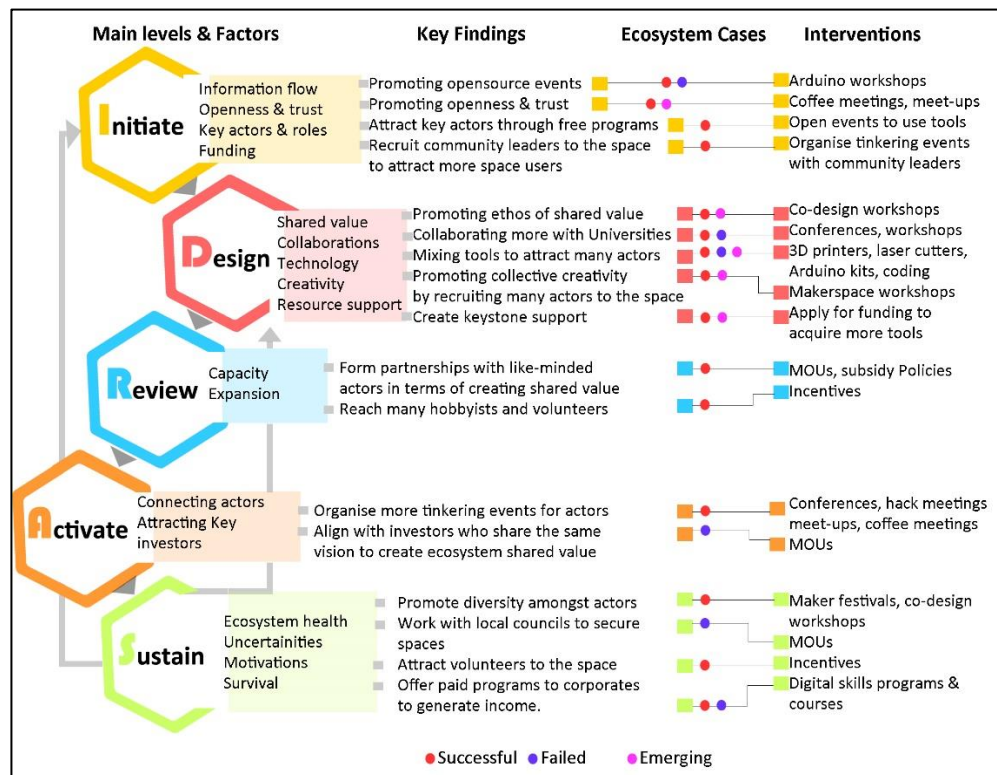 Main levels & Factors
Key Findings
Ecosystem Cases
Interventions
Initiate
Information flow
Openness & trust
Key actors & roles
Funding
Promoting opensource events
Promoting openness & trust
Attract key actors through free programs
Recruit community leaders to the space
to attract more space users
Arduino workshops
Coffee meetings, meet-ups
Open events to use tools
Organise tinkering events
with community leaders
Design
Shared value
Collaborations
Technology
Creativity
Resource support
Promoting ethos of shared value
Collaborating more with Universities
Mixing tools to attract many actors
Promoting collective creativity
by recruiting many actors to the space
Create keystone support
Co-design workshops
Conferences, workshops
3D printers, laser cutters,
Arduino kits, coding
Makerspace workshops
Apply for funding to
acquire more tools
Review
Capacity
Expansion
Form partnerships with like-minded
actors in terms of creating shared value
Reach many hobbyists and volunteers
MOUs, subsidy Policies
Incentives
Activate
Connecting actors
Attracting Key
investors
Organise more tinkering events for actors
Align with investors who share the same
vision to create ecosystem shared value
Conferences, hack meetings
meet-ups, coffee meetings
MOUs
Sustain
Ecosystem health
Uncertainities
Motivations
Survival
Promote diversity amongst actors
Work with local councils to secure
spaces
Attract volunteers to the space
Offer paid programs to corporates
to generate income.
Maker festivals, co-design
workshops
MOUs
Incentives
Digital skills programs &
courses
Successful
Failed
Emerging